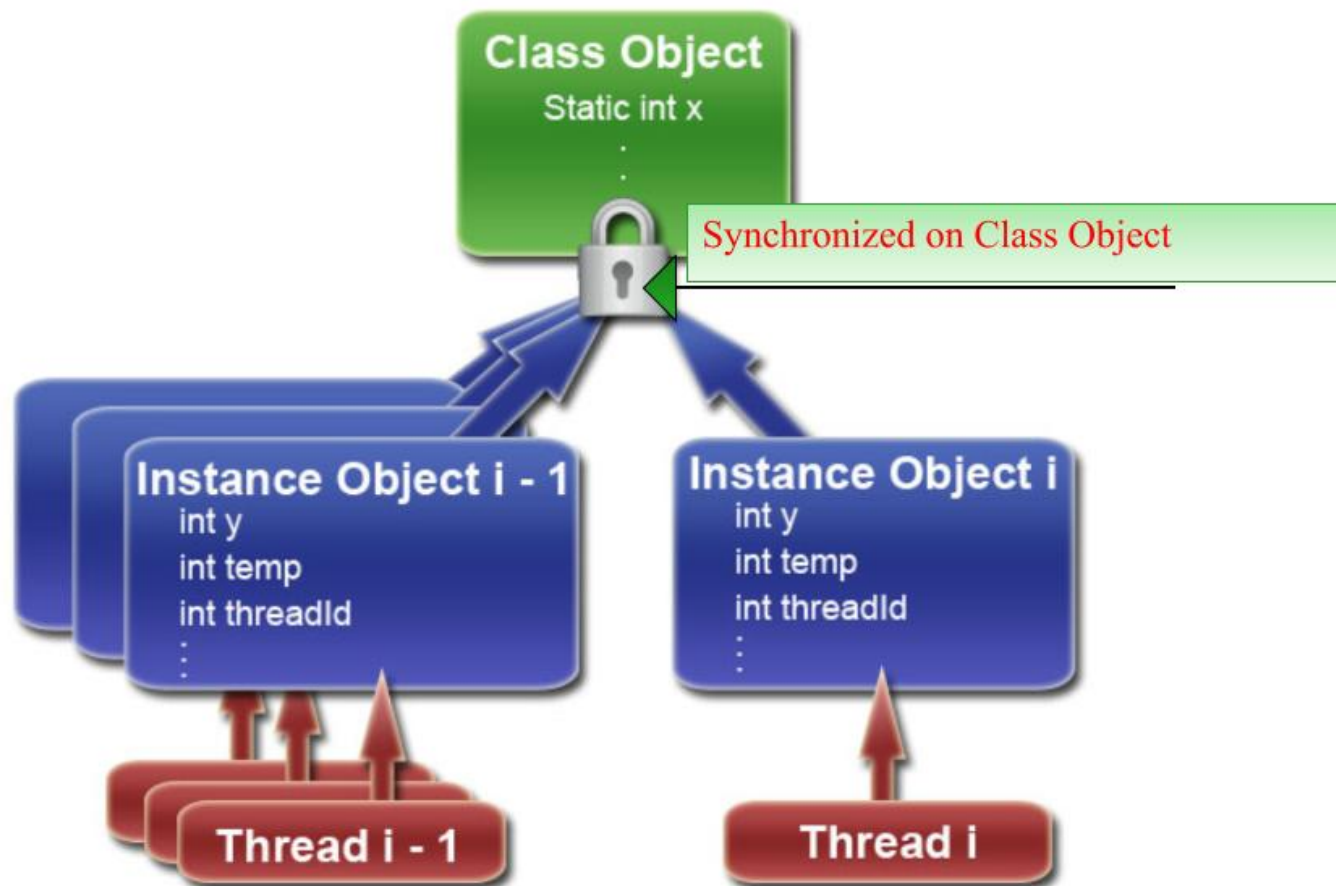 Class Object
Static int x
.
.
Synchronized on Class Object
Instance Object i - 1
int y
int temp
int threadId
.
.
.
Instance Object i
int y
int temp
int threadId
.
.
.
Thread i - 1
Thread i